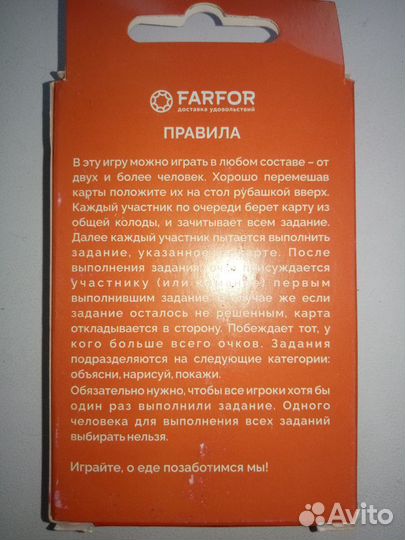 FARFOR
доставка удовольствий
ПРАВИЛА
В эту игру можно играть в любом составе – от
двух и более человек. Хорошо перемешав
карты положите их на стол рубашкой вверх.
Каждый участник по очереди берет карту из
общей колоды, и зачитывает всем задание.
Далее каждый участник пытается выполнить
задание, указанное карте. После
выполнения задания присуждается
участнику (или ) первым
выполнившим задание. случае же если
задание осталось не решенным, карта
откладывается в сторону. Побеждает тот, у
кого больше всего очков. Задания
подразделяются на следующие категории:
объясни, нарисуй, покажи.
Обязательно нужно, чтобы все игроки хотя бы
один раз выполнили задание. Одного
человека для выполнения всех заданий
выбирать нельзя.
Играйте, о еде позаботимся мы!
Avito